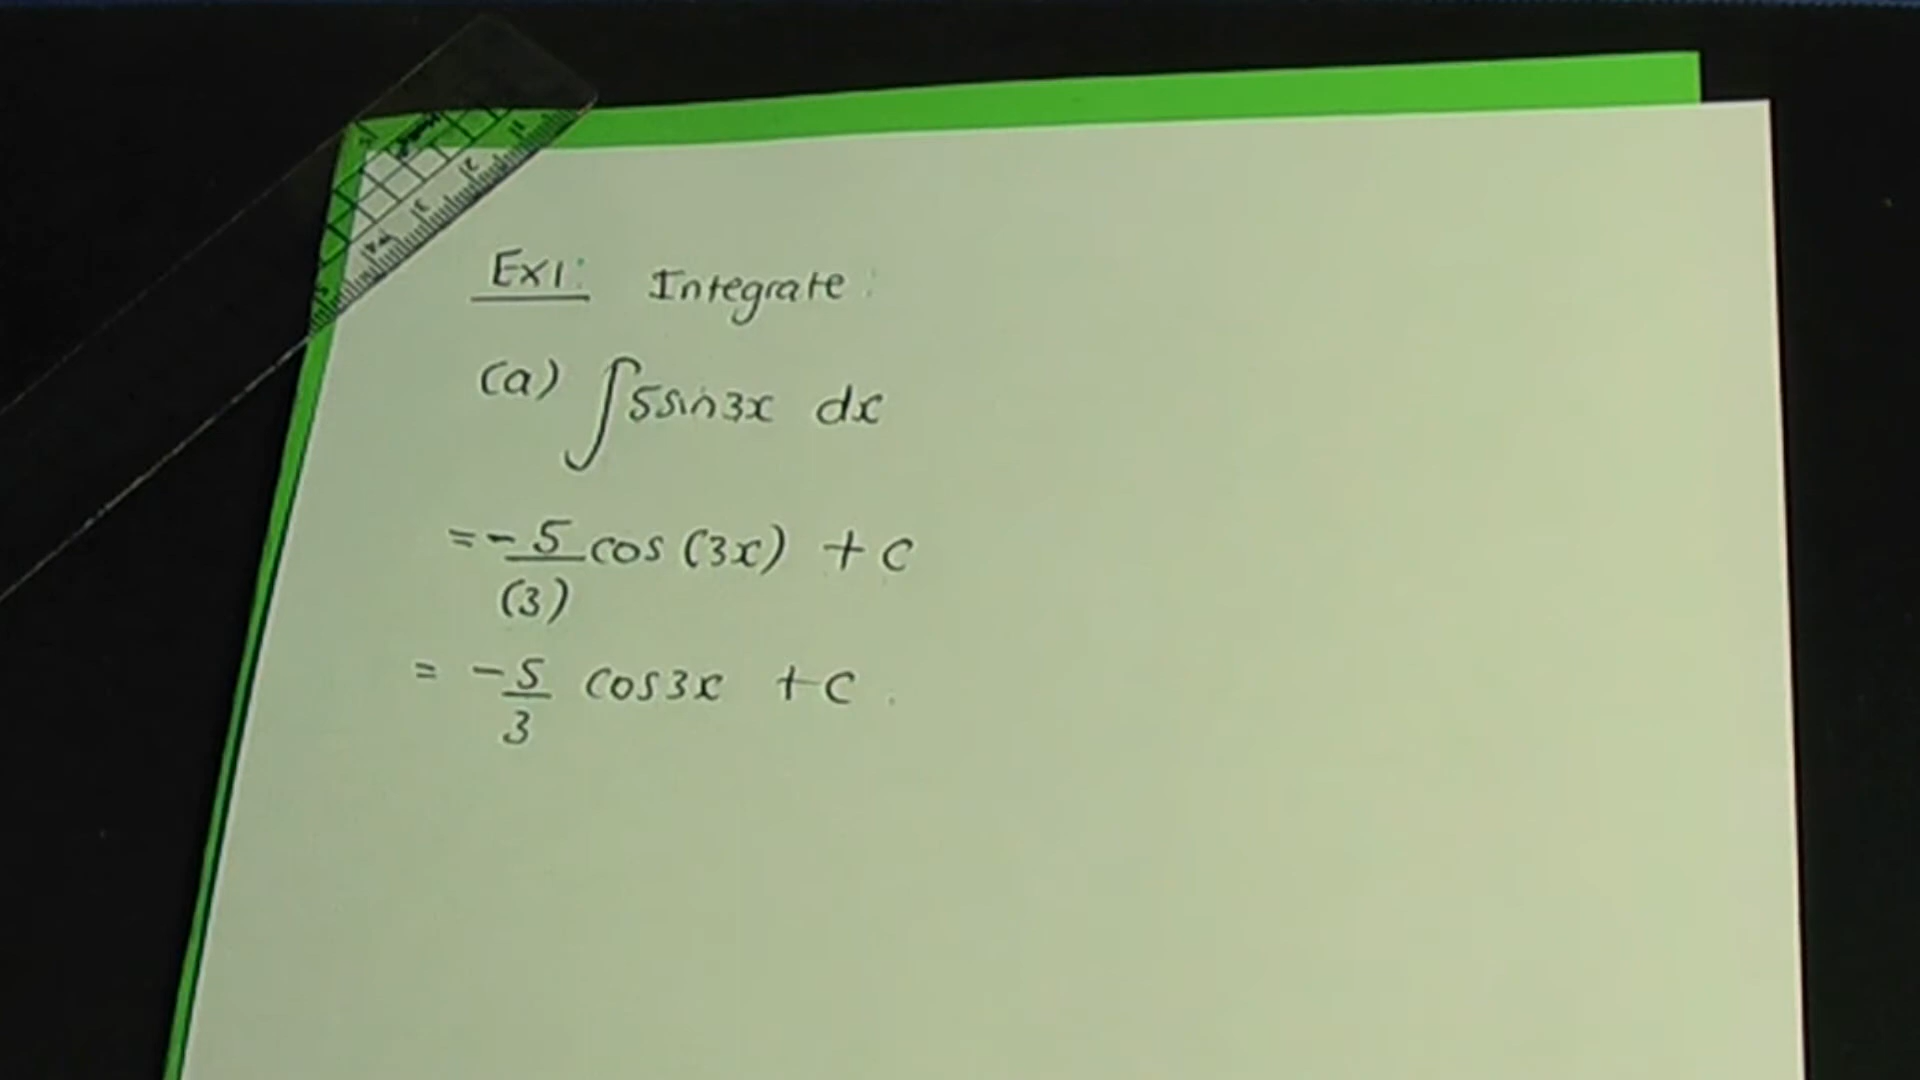 Ex1: Integrate:
(a) ∫5sin3x dx
= -5/(3) cos (3x) + c
= -5/3 cos3x + c.